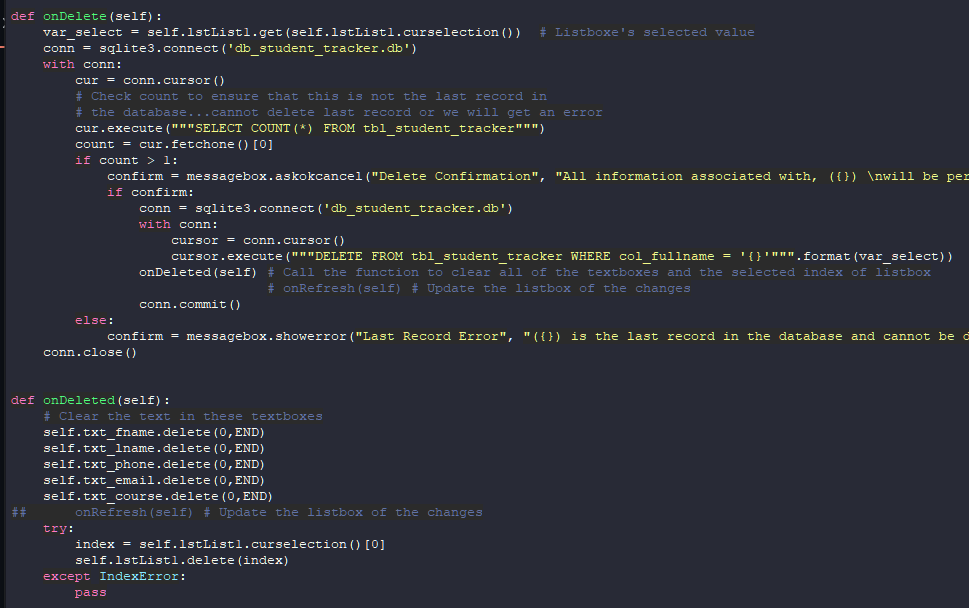 def onDelete(self):
    var_select = self.lstList1.get(self.lstList1.curselection())  # Listboxe's selected value
    conn = sqlite3.connect('db_student_tracker.db')
    with conn:
        cur = conn.cursor()
        # Check count to ensure that this is not the last record in
        # the database...cannot delete last record or we will get an error
        cur.execute("""SELECT COUNT(*) FROM tbl_student_tracker""")
        count = cur.fetchone()[0]
        if count > 1:
            confirm = messagebox.askokcancel("Delete Confirmation", "All information associated with, ({}) \nwill be per
            if confirm:
                conn = sqlite3.connect('db_student_tracker.db')
                with conn:
                    cursor = conn.cursor()
                    cursor.execute("""DELETE FROM tbl_student_tracker WHERE col_fullname = '{}'""".format(var_select))
                onDeleted(self) # Call the function to clear all of the textboxes and the selected index of listbox
                                # onRefresh(self) # Update the listbox of the changes
                conn.commit()
        else:
            confirm = messagebox.showerror("Last Record Error", "({}) is the last record in the database and cannot be d
    conn.close()
def onDeleted(self):
    # Clear the text in these textboxes
    self.txt_fname.delete(0,END)
    self.txt_lname.delete(0,END)
    self.txt_phone.delete(0,END)
    self.txt_email.delete(0,END)
    self.txt_course.delete(0,END)
##      onRefresh(self) # Update the listbox of the changes
    try:
        index = self.lstList1.curselection()[0]
        self.lstList1.delete(index)
    except IndexError:
        pass